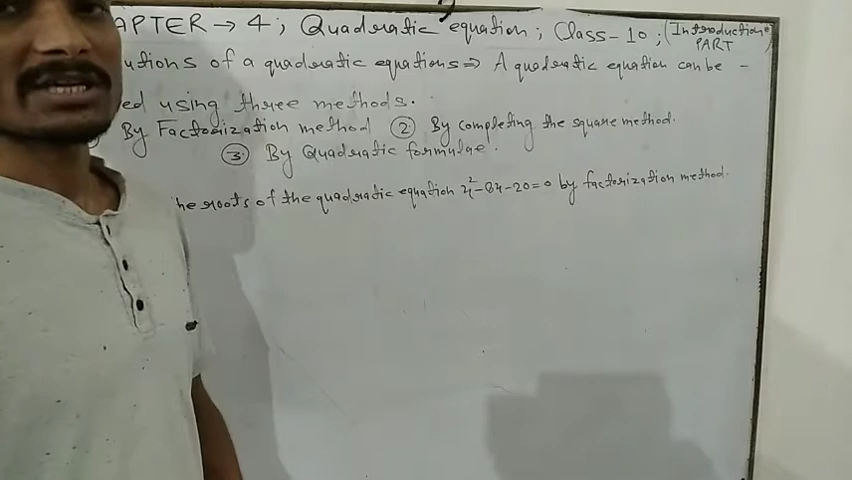 APTER → 4 ; Quadratic equation ; Class - 10 ; (Introduction PART)
utions of a quadratic equations ⇒ A quadratic equation can be -
ed using three methods.
By Factorization method ② By completing the square method.
③ By Quadratic formulae.
he roots of the quadratic equation x²-8x-20=0 by factorization method.